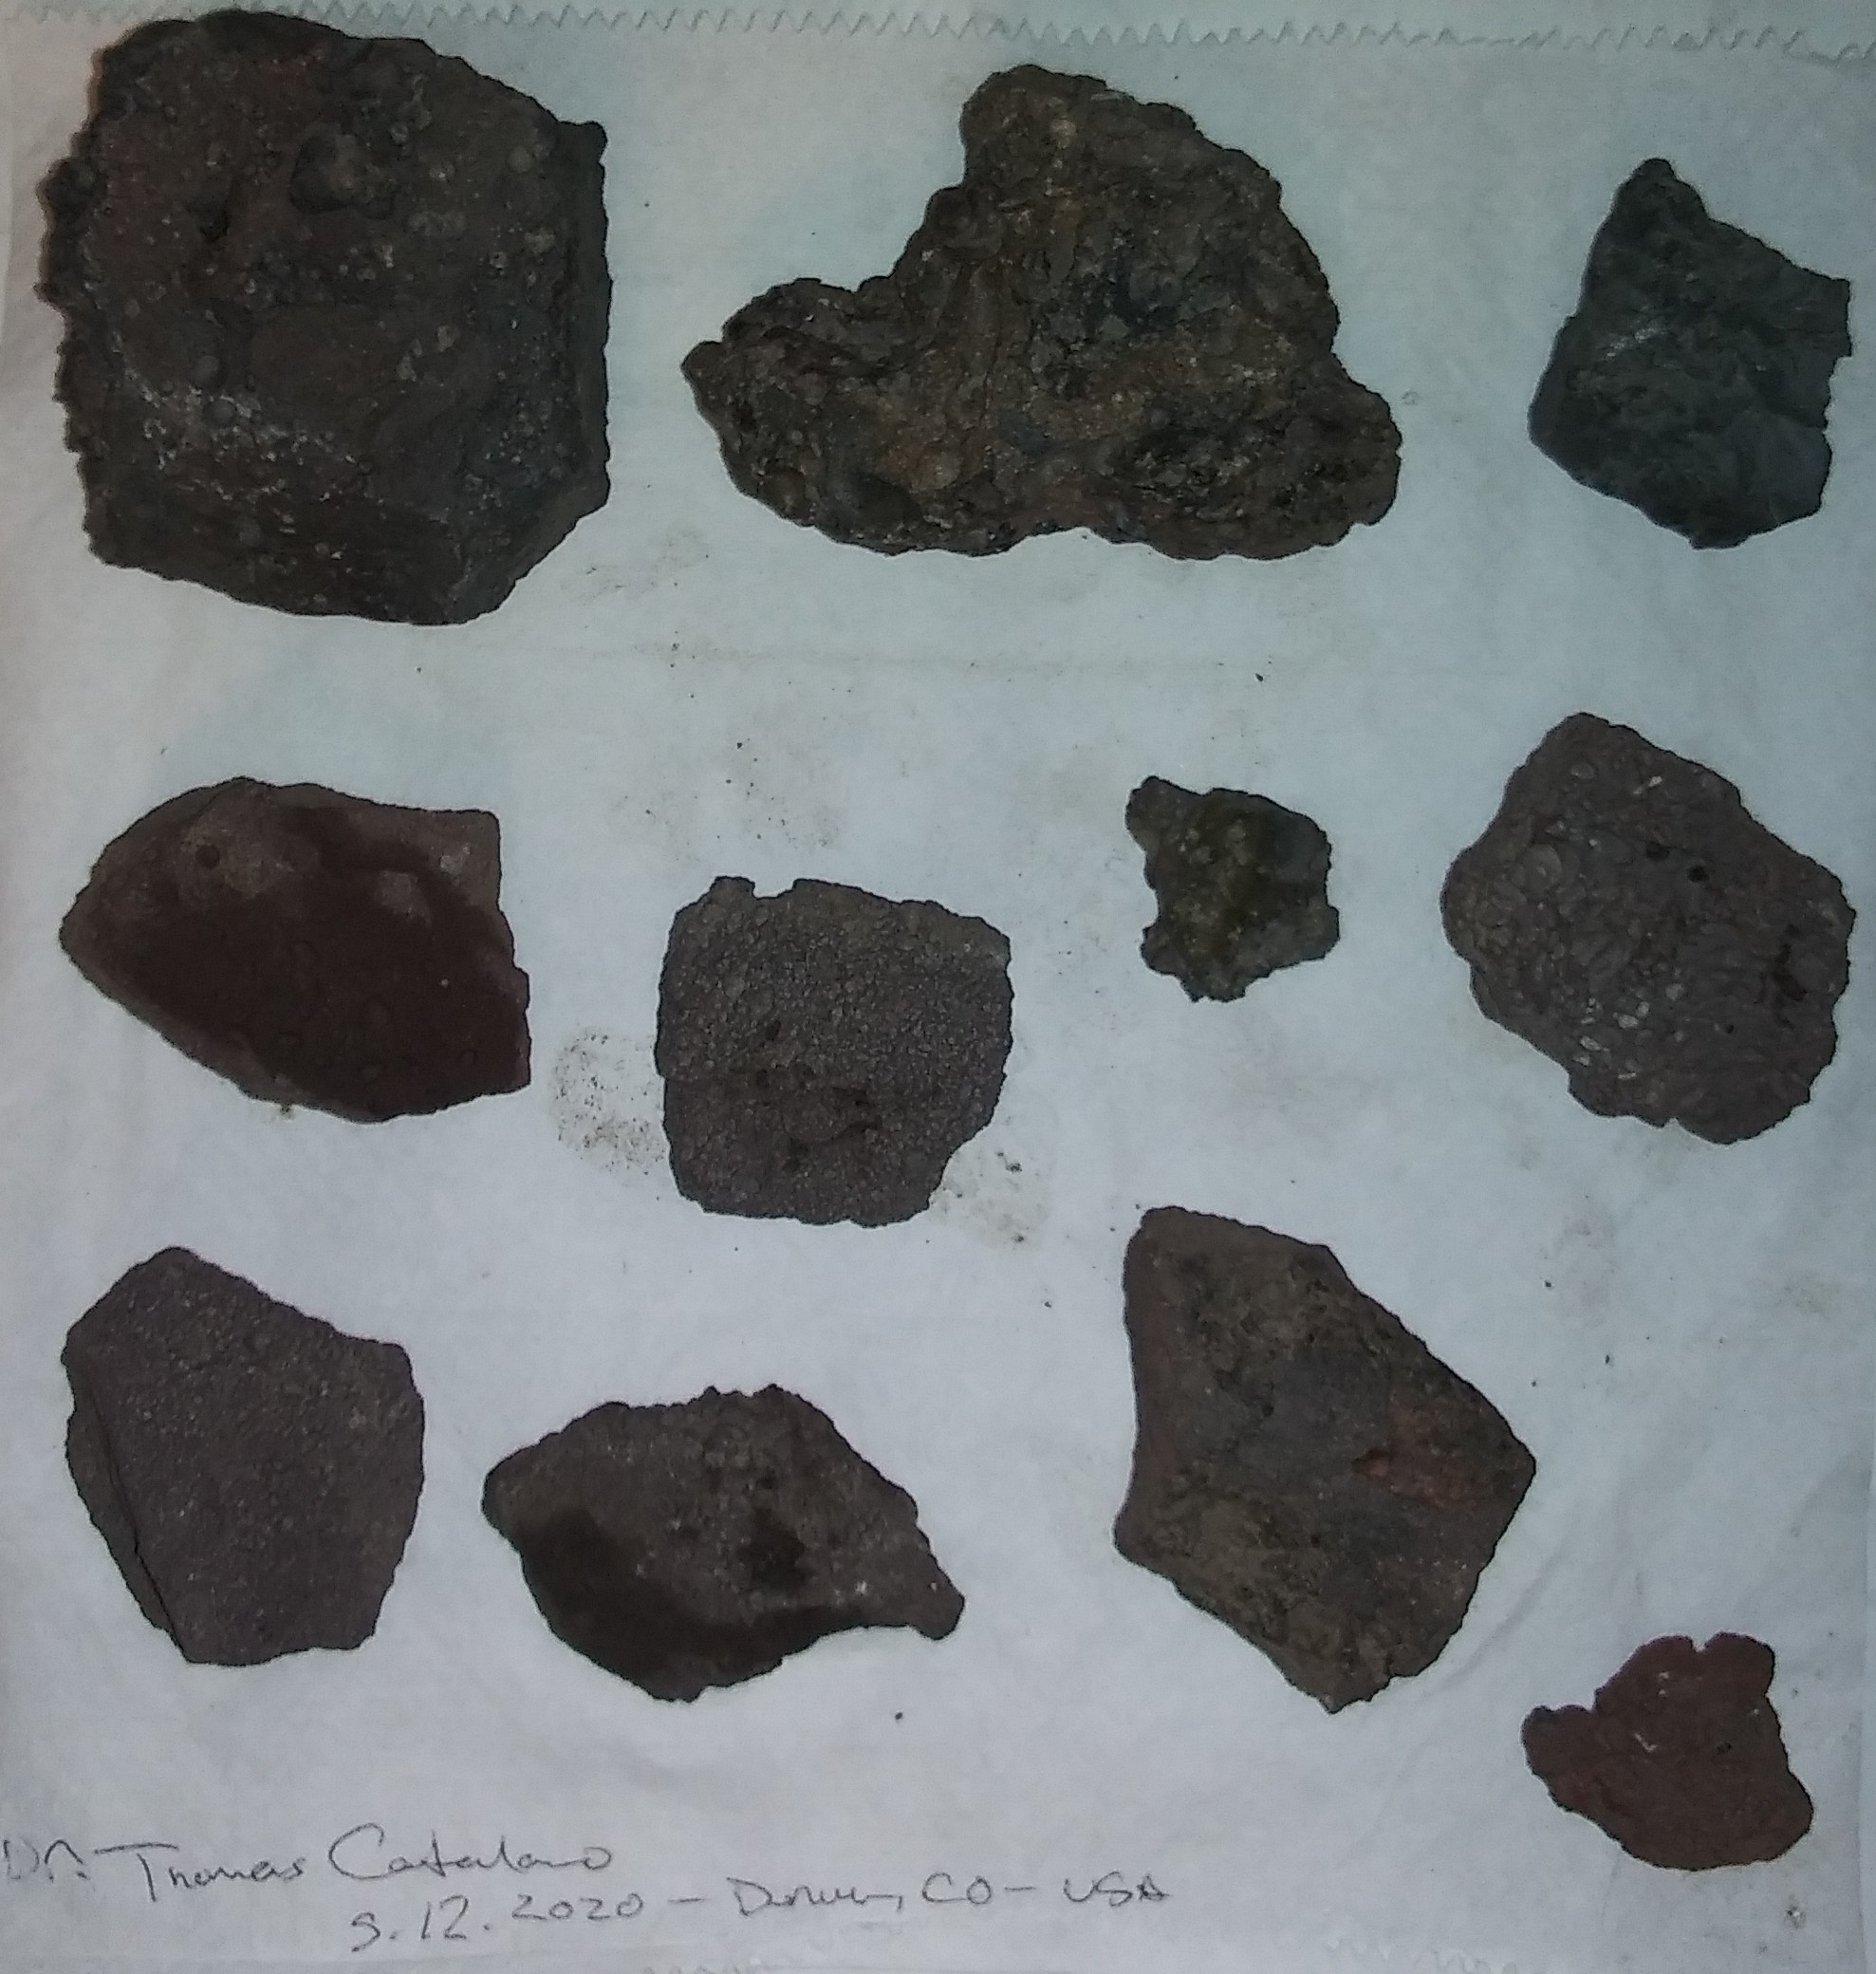 Dr. Thomas Catalano
5.12.2020 - Denver, CO - USA